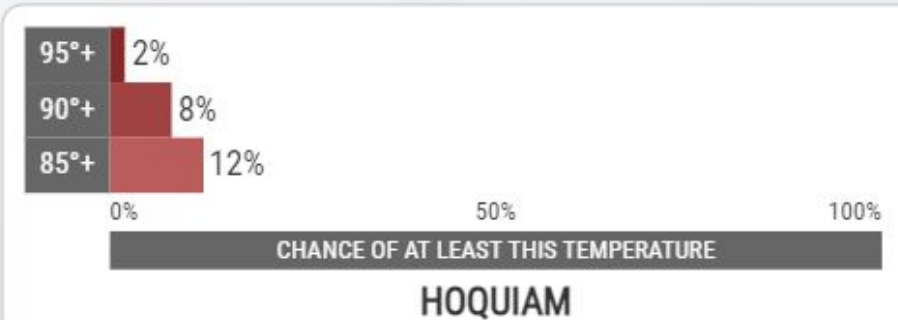 95°+ 2%
90°+ 8%
85°+ 12%
0% 50% 100%
CHANCE OF AT LEAST THIS TEMPERATURE
HOQUIAM